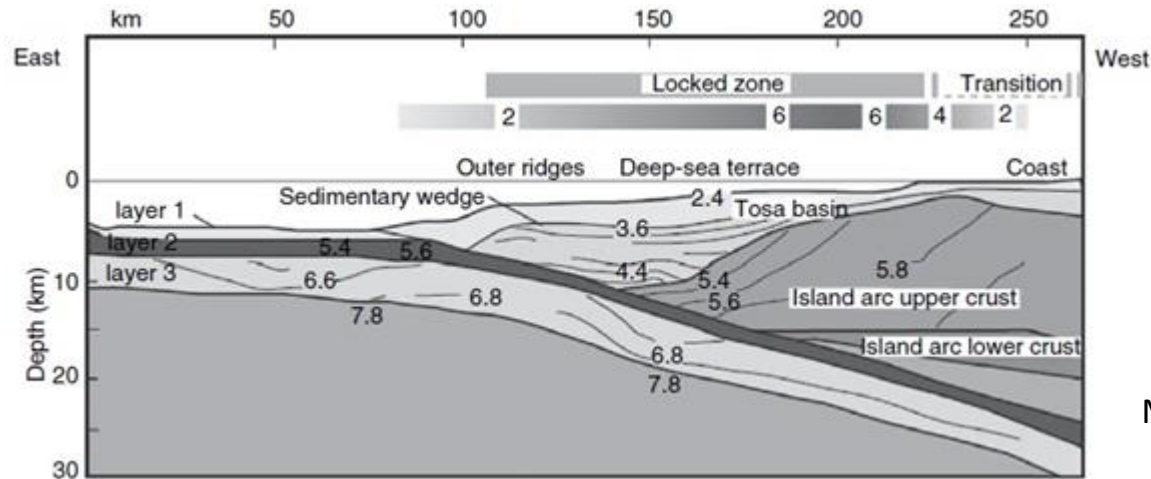 km 50 100 150 200 250
East West
Locked zone Transition
2 6 6 4 2
Outer ridges Deep-sea terrace Coast
0
Sedimentary wedge 2.4
layer 1 Tosa basin
3.6
layer 2 5.4 5.6
layer 3 4.4 5.4 5.8
10 6.6 6.8 5.6 Island arc upper crust
7.8
6.8 Island arc lower crust
20 7.8
30
Depth (km)
N